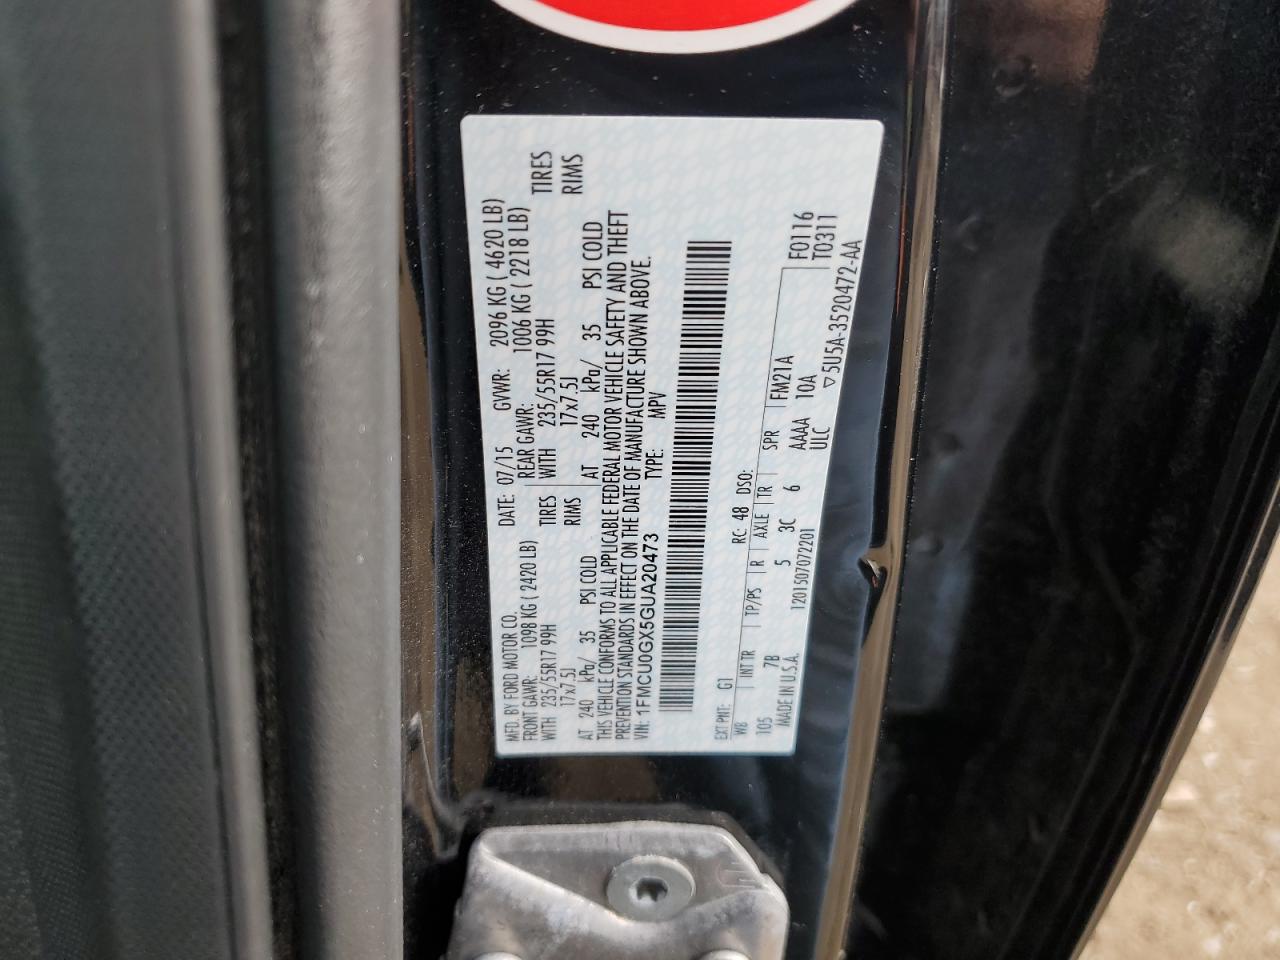 MFD. BY FORD MOTOR CO. DATE: 07/15 GVWR: 2096 KG ( 4620 LB)
FRONT GAWR: 1098 KG ( 2420 LB) REAR GAWR: 1006 KG ( 2218 LB)
WITH 235/55R17 99H TIRES WITH 235/55R17 99H TIRES
17x7.5J RIMS 17x7.5J RIMS
AT 240 kPa/ 35 PSI COLD AT 240 kPa/ 35 PSI COLD
THIS VEHICLE CONFORMS TO ALL APPLICABLE FEDERAL MOTOR VEHICLE SAFETY AND THEFT
PREVENTION STANDARDS IN EFFECT ON THE DATE OF MANUFACTURE SHOWN ABOVE.
VIN: 1FMCU0GX5GUA20473 TYPE: MPV
EXT PNT: G1 RC: 48 DSO:
WB INT TR TP/PS R AXLE TR SPR FM21A F0116
105 7B 5 3C 6 AAAA 10A T0311
MADE IN U.S.A. 1201507072201 ULC ▽5U5A-3520472-AA